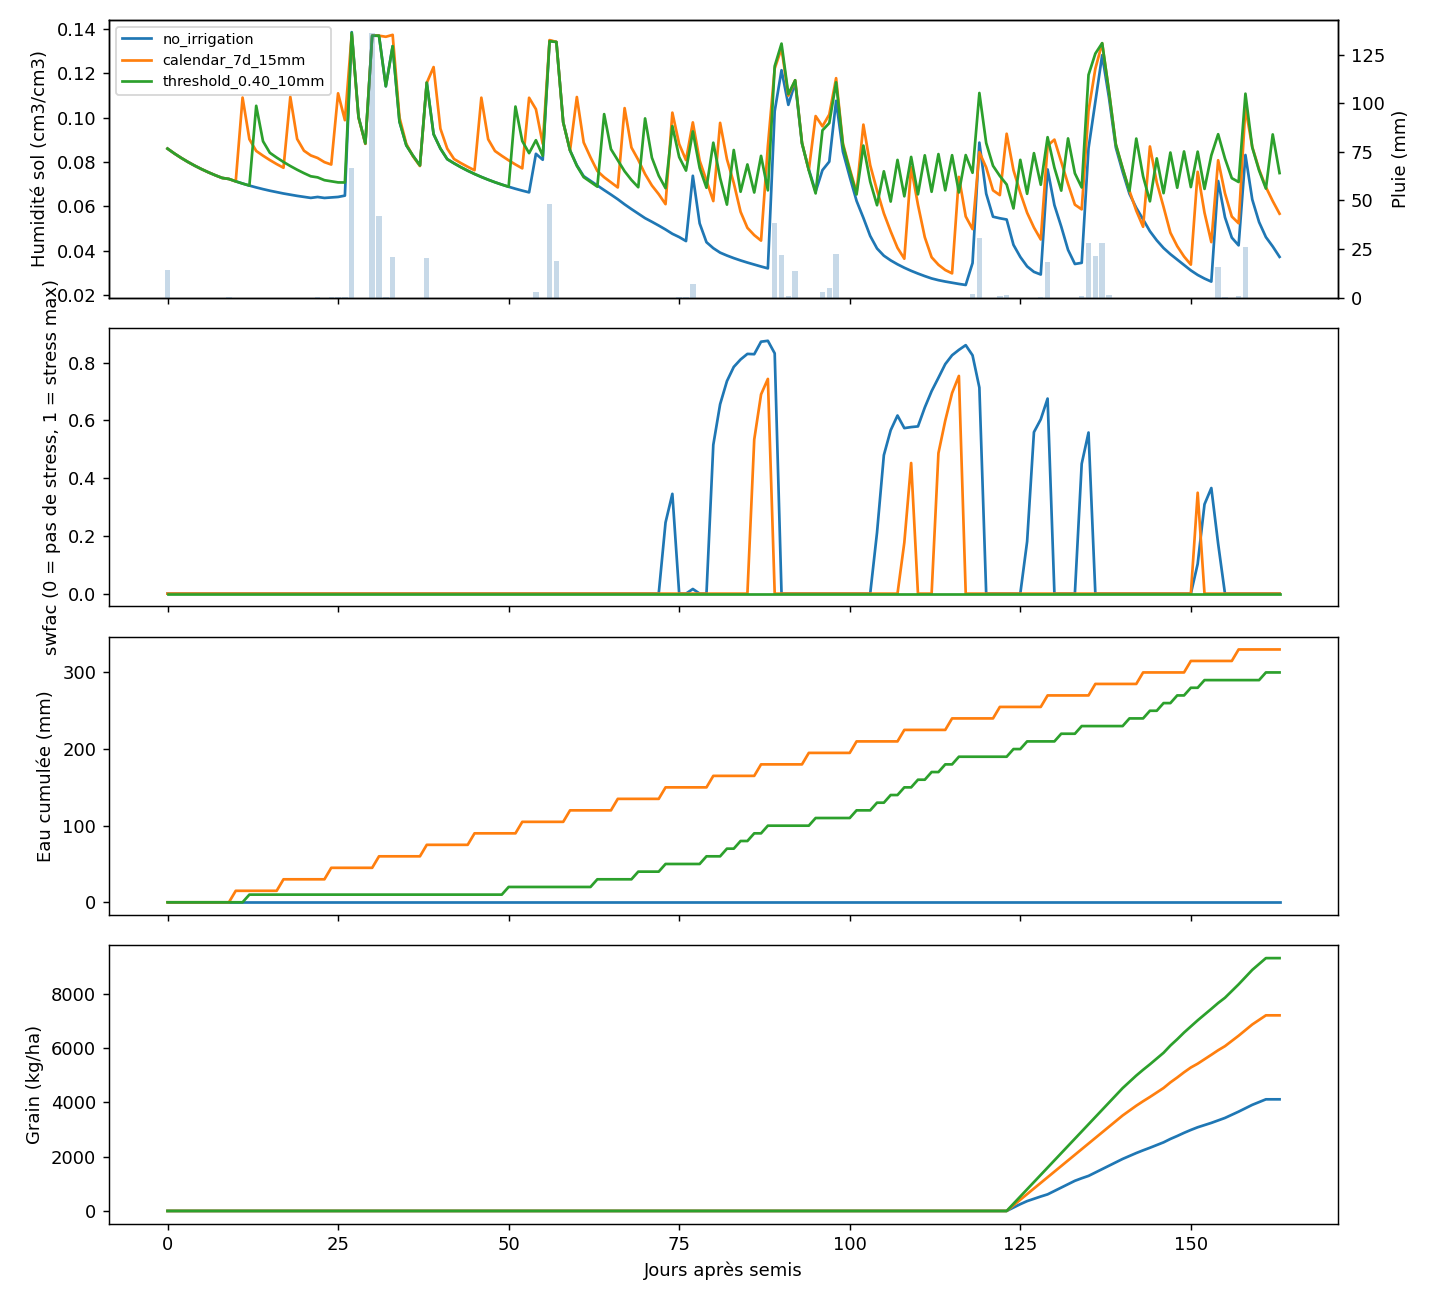 no_irrigation
calendar_7d_15mm
threshold_0.40_10mm
Humidité sol (cm3/cm3)
0.14
0.12
0.10
0.08
0.06
0.04
0.02
Pluie (mm)
125
100
75
50
25
0
swfac (0 = pas de stress, 1 = stress max)
0.8
0.6
0.4
0.2
0.0
Eau cumulée (mm)
300
200
100
0
Grain (kg/ha)
8000
6000
4000
2000
0
0 25 50 75 100 125 150
Jours après semis